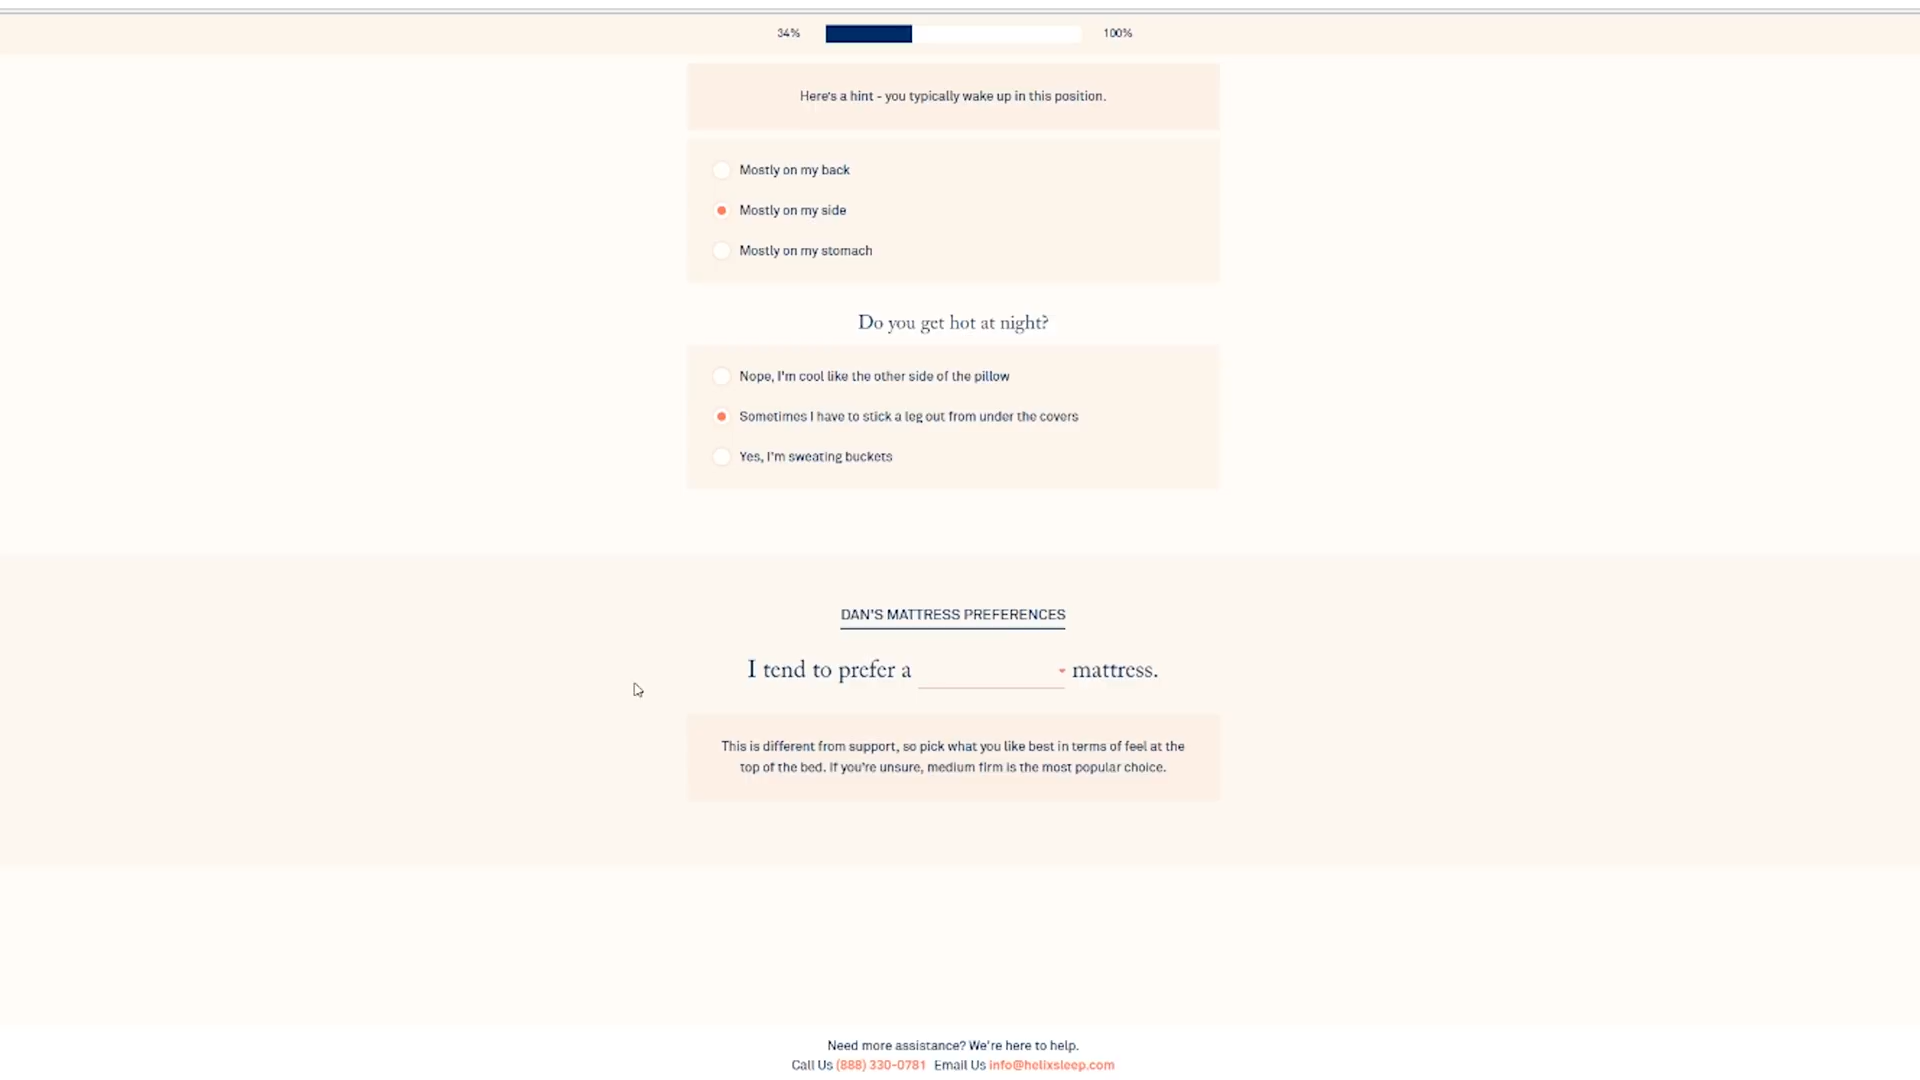 34% 100%
Here's a hint - you typically wake up in this position.
Mostly on my back
Mostly on my side
Mostly on my stomach
Do you get hot at night?
Nope, I'm cool like the other side of the pillow
Sometimes I have to stick a leg out from under the covers
Yes, I'm sweating buckets
DAN'S MATTRESS PREFERENCES
I tend to prefer a mattress.
This is different from support, so pick what you like best in terms of feel at the
top of the bed. If you're unsure, medium firm is the most popular choice.
Need more assistance? We're here to help.
Call Us (888) 330-0781 Email Us info@helixsleep.com